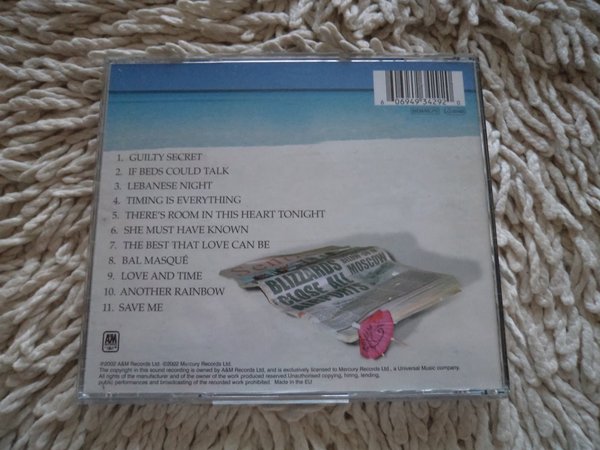 6 06949 34292 0
1. GUILTY SECRET
2. IF BEDS COULD TALK
3. LEBANESE NIGHT
4. TIMING IS EVERYTHING
5. THERE'S ROOM IN THIS HEART TONIGHT
6. SHE MUST HAVE KNOWN
7. THE BEST THAT LOVE CAN BE
8. BAL MASQUÉ
9. LOVE AND TIME
10. ANOTHER RAINBOW
11. SAVE ME
BLIZZARDS
MOSCOW
CLOSE ALL
A&M
℗2002 A&M Records Ltd. ©2002 Mercury Records Ltd.
The copyright in this sound recording is owned by A&M Records Ltd, and is exclusively licensed to Mercury Records Ltd., a Universal Music company.
All rights of the manufacturer and of the owner of the work produced reserved.Unauthorised copying, hiring, lending,
public performances and broadcasting of the recorded work prohibited. Made in the EU